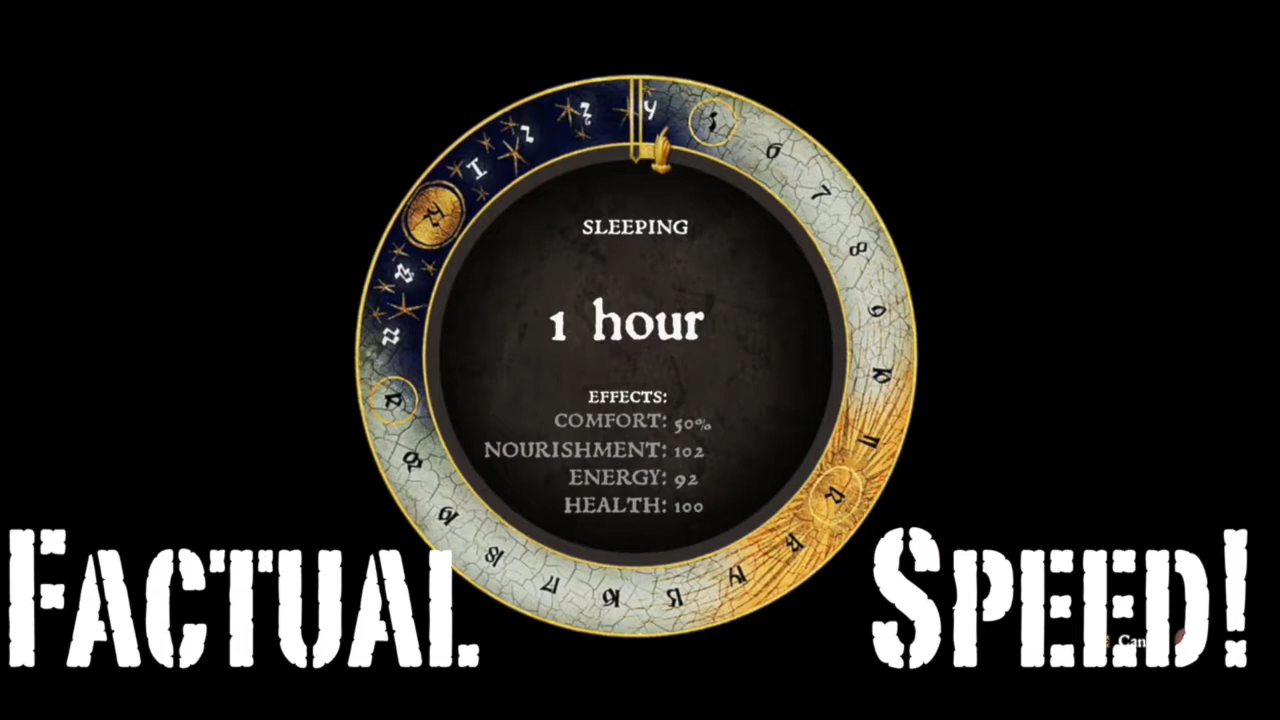 SLEEPING
1 hour
EFFECTS:
COMFORT: 50%
NOURISHMENT: 102
ENERGY: 92
HEALTH: 100
FACTUAL SPEED!